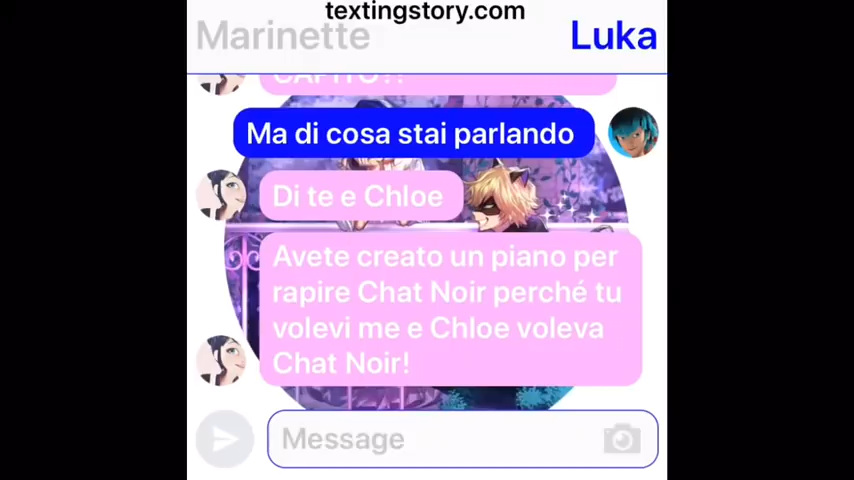 textingstory.com
Marinette
Luka
CAPITO??
Ma di cosa stai parlando
Di te e Chloe
Avete creato un piano per
rapire Chat Noir perché tu
volevi me e Chloe voleva
Chat Noir!
Message